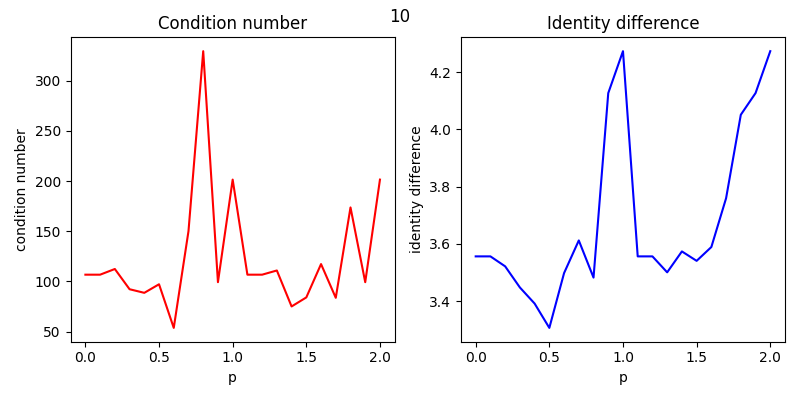 10
Condition number
condition number
300
250
200
150
100
50
0.0 0.5 1.0 1.5 2.0
p
Identity difference
identity difference
4.2
4.0
3.8
3.6
3.4
0.0 0.5 1.0 1.5 2.0
p